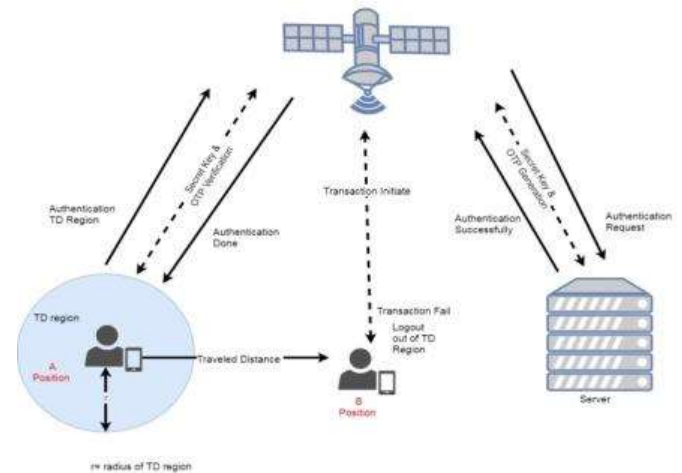 Secret Key &
OTP Verification
Secret Key &
OTP Generation
Transaction Initiate
Authentication
TD Region
Authentication
Done
Authentication
Successfully
Authentication
Request
TD region
A
Position
r
Traveled Distance
Transaction Fail
Logout
out of TD
Region
B
Position
Server
r= radius of TD region